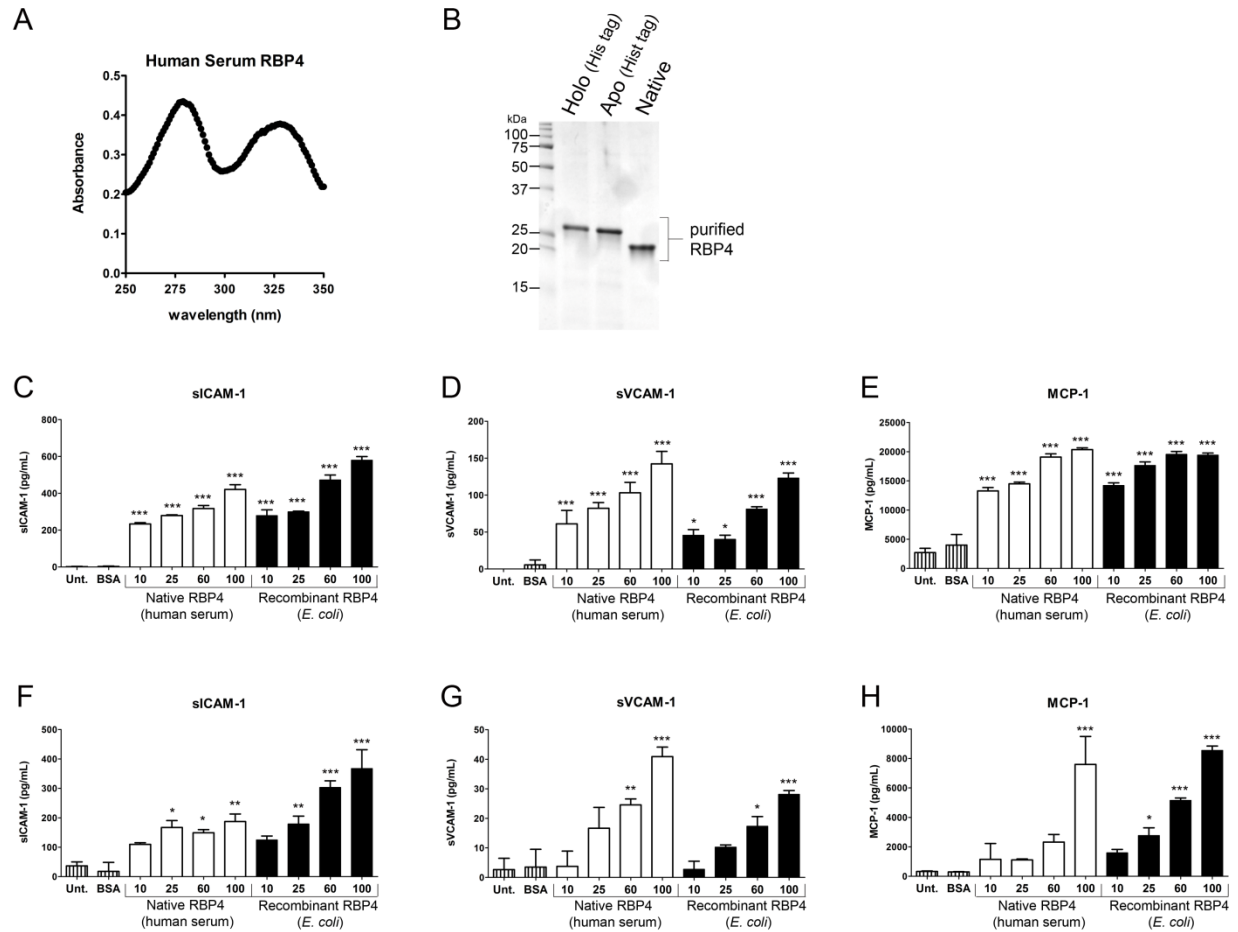 A
Human Serum RBP4
0.5
0.4
0.3
0.2
0.1
0.0
Absorbance
250 275 300 325 350
wavelength (nm)
B
Holo (His tag)
Apo (Hist tag)
Native
kDa
100
75
50
37
25
20
15
purified
RBP4
C
sICAM-1
800
600
400
200
0
sICAM-1 (pg/mL)
*** *** *** *** *** *** *** ***
Unt. BSA 10 25 60 100 10 25 60 100
Native RBP4 Recombinant RBP4
(human serum) (E. coli)
D
sVCAM-1
200
150
100
50
0
sVCAM-1 (pg/mL)
*** *** *** *** * * *** ***
Unt. BSA 10 25 60 100 10 25 60 100
Native RBP4 Recombinant RBP4
(human serum) (E. coli)
E
MCP-1
25000
20000
15000
10000
5000
0
MCP-1 (pg/mL)
*** *** *** *** *** *** *** ***
Unt. BSA 10 25 60 100 10 25 60 100
Native RBP4 Recombinant RBP4
(human serum) (E. coli)
F
sICAM-1
500
400
300
200
100
0
sICAM-1 (pg/mL)
* * ** ** *** ***
Unt. BSA 10 25 60 100 10 25 60 100
Native RBP4 Recombinant RBP4
(human serum) (E. coli)
G
sVCAM-1
50
40
30
20
10
0
sVCAM-1 (pg/mL)
** *** * ***
Unt. BSA 10 25 60 100 10 25 60 100
Native RBP4 Recombinant RBP4
(human serum) (E. coli)
H
MCP-1
10000
8000
6000
4000
2000
0
MCP-1 (pg/mL)
*** * *** ***
Unt. BSA 10 25 60 100 10 25 60 100
Native RBP4 Recombinant RBP4
(human serum) (E. coli)